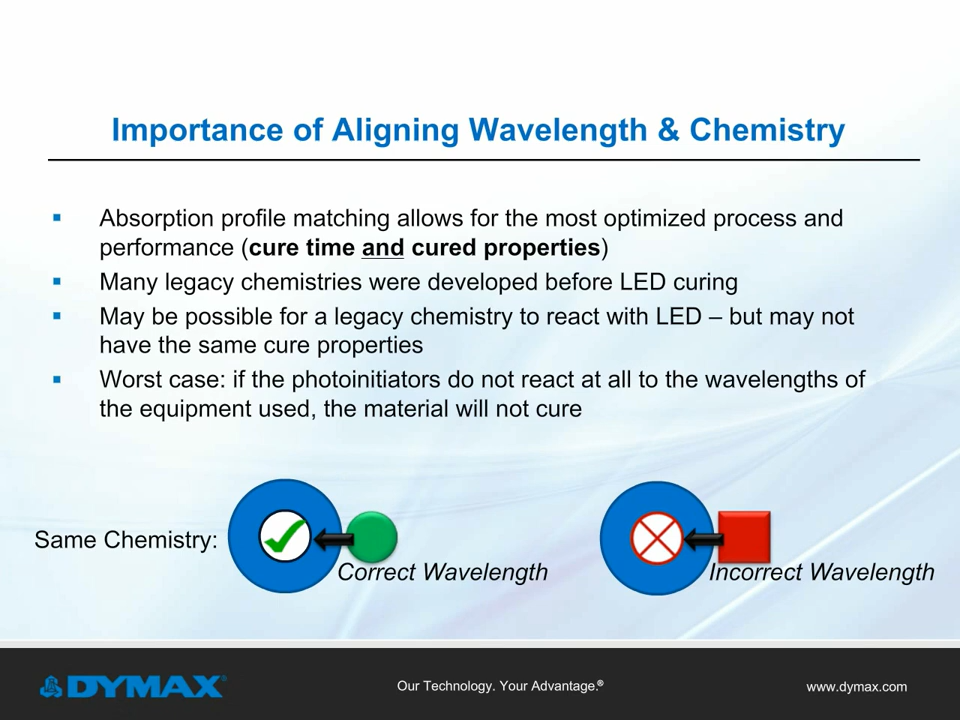 Importance of Aligning Wavelength & Chemistry
▪ Absorption profile matching allows for the most optimized process and
performance (cure time and cured properties)
▪ Many legacy chemistries were developed before LED curing
▪ May be possible for a legacy chemistry to react with LED – but may not
have the same cure properties
▪ Worst case: if the photoinitiators do not react at all to the wavelengths of
the equipment used, the material will not cure
Same Chemistry:
Correct Wavelength
Incorrect Wavelength
DYMAX
Our Technology. Your Advantage.®
www.dymax.com